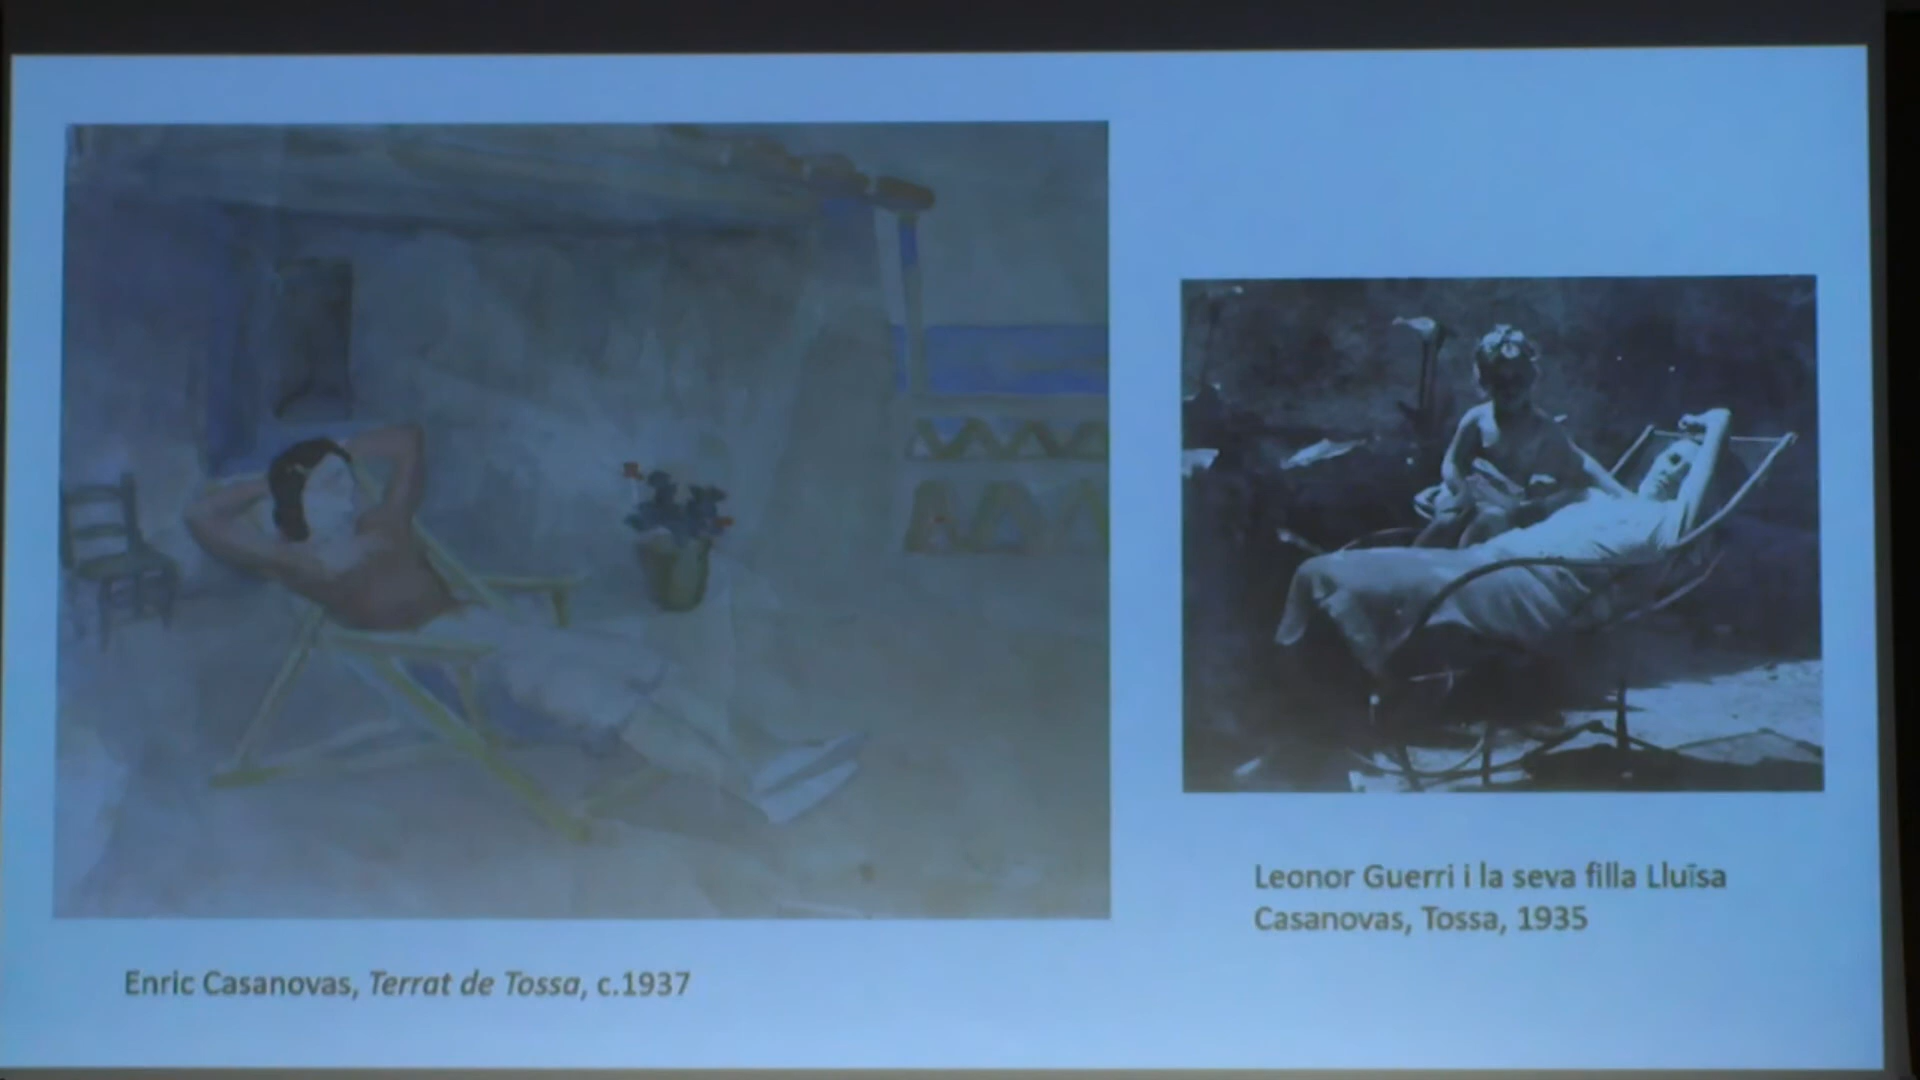 Enric Casanovas, Terrat de Tossa, c.1937
Leonor Guerri i la seva filla Lluïsa
Casanovas, Tossa, 1935